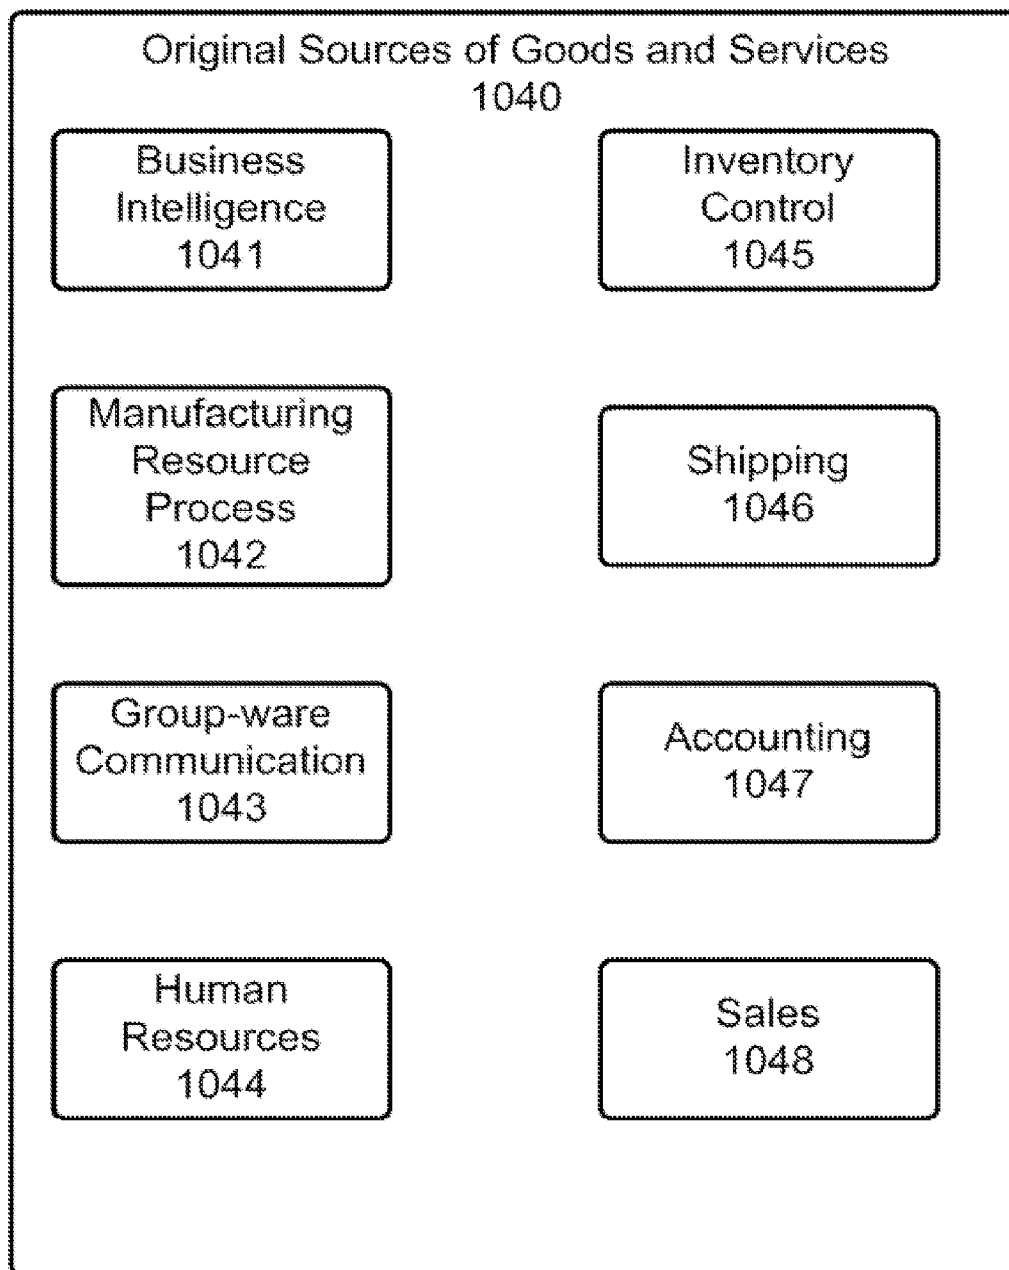 Original Sources of Goods and Services
1040
Business
Intelligence
1041
Inventory
Control
1045
Manufacturing
Resource
Process
1042
Shipping
1046
Group-ware
Communication
1043
Accounting
1047
Human
Resources
1044
Sales
1048